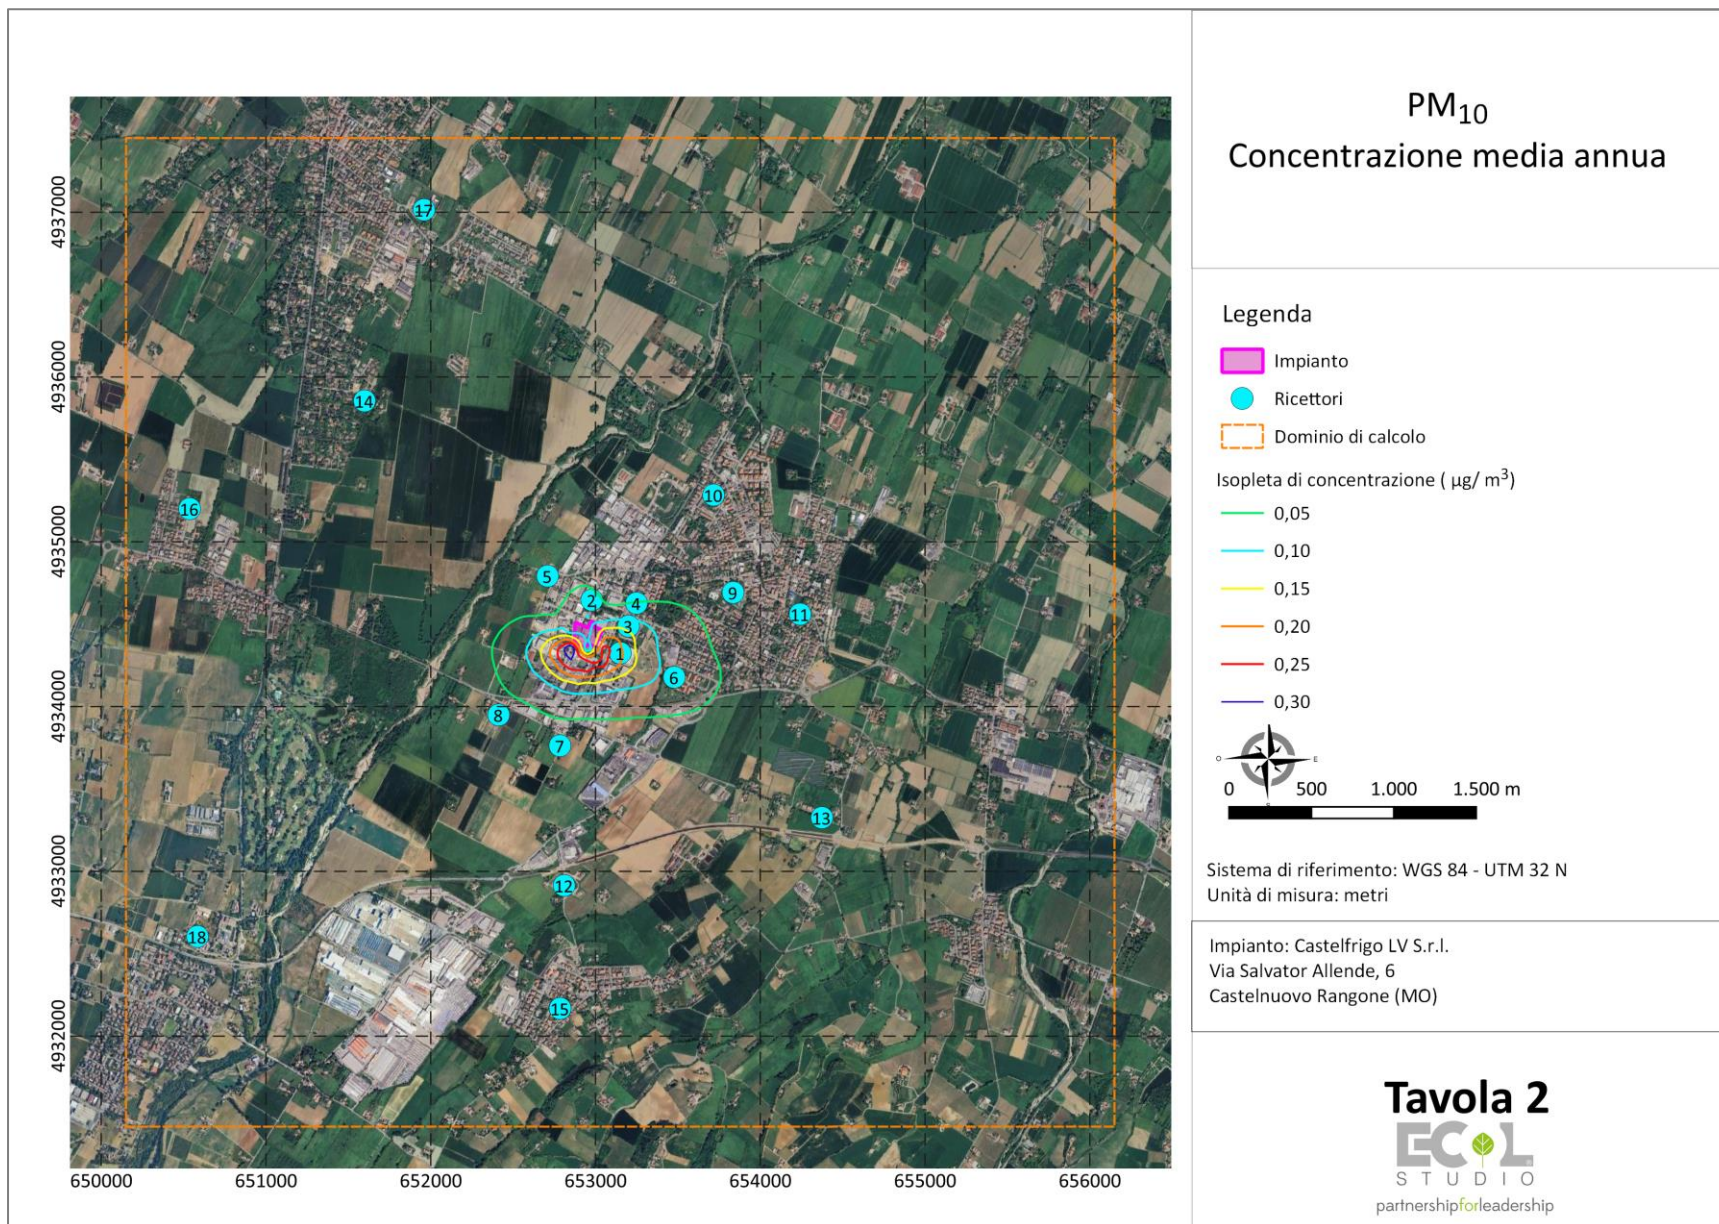 PM10
Concentrazione media annua
4937000
4936000
4935000
4934000
4933000
4932000
650000 651000 652000 653000 654000 655000 656000
17
14
16
10
5
2
4
9
11
3
1
6
8
7
13
12
18
15
Legenda
Impianto
Ricettori
Dominio di calcolo
Isopleta di concentrazione ( µg/ m³)
0,05
0,10
0,15
0,20
0,25
0,30
O E
S
0 500 1.000 1.500 m
Sistema di riferimento: WGS 84 - UTM 32 N
Unità di misura: metri
Impianto: Castelfrigo LV S.r.l.
Via Salvator Allende, 6
Castelnuovo Rangone (MO)
Tavola 2
ECOL
STUDIO
partnershipforleadership